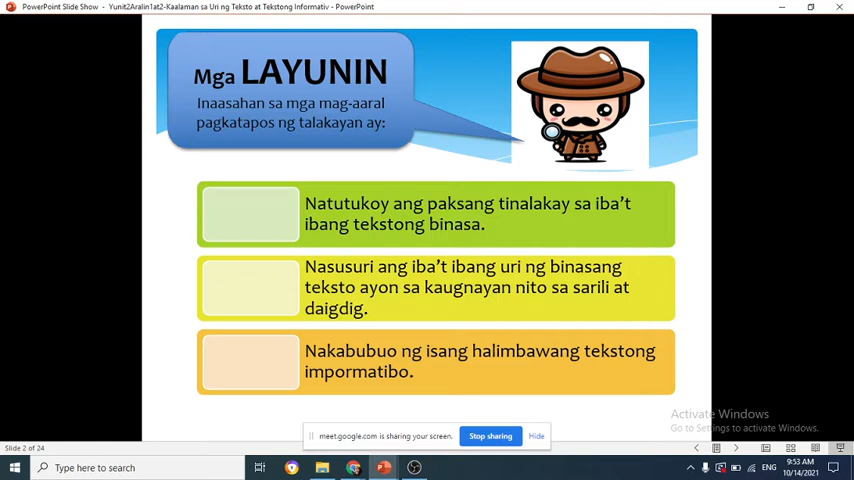 PowerPoint Slide Show - Yunit2Aralin1at2-Kaalaman sa Uri ng Teksto at Tekstong Informativ - PowerPoint
Mga LAYUNIN
Inaasahan sa mga mag-aaral
pagkatapos ng talakayan ay:
Natutukoy ang paksang tinalakay sa iba't
ibang tekstong binasa.
Nasusuri ang iba't ibang uri ng binasang
teksto ayon sa kaugnayan nito sa sarili at
daigdig.
Nakabubuo ng isang halimbawang tekstong
impormatibo.
Activate Windows
Go to Settings to activate Windows.
meet.google.com is sharing your screen.
Stop sharing
Hide
Slide 2 of 24
Type here to search
ENG
9:53 AM
10/14/2021